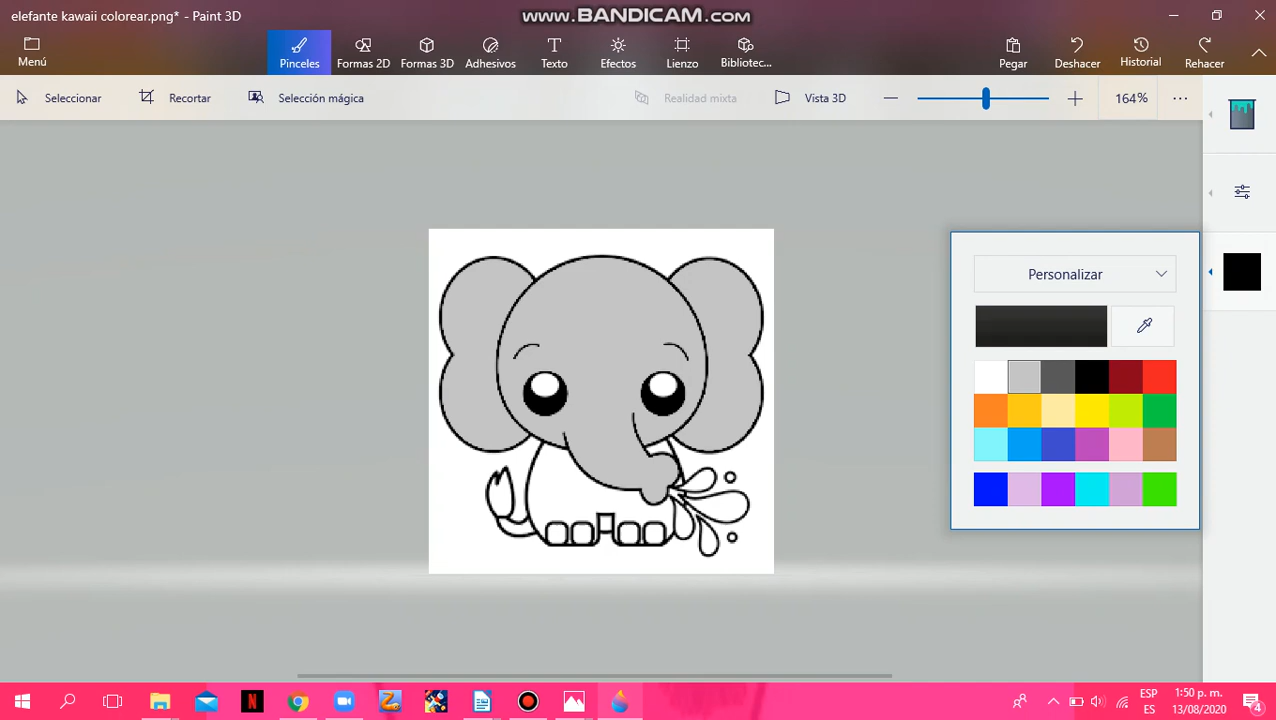 elefante kawaii colorear.png* - Paint 3D
www.BANDICAM.com
Menú
Pinceles
Formas 2D
Formas 3D
Adhesivos
Texto
Efectos
Lienzo
Bibliotec...
Pegar
Deshacer
Historial
Rehacer
Seleccionar
Recortar
Selección mágica
Realidad mixta
Vista 3D
164%
Personalizar
ESP
ES
1:50 p. m.
13/08/2020
4